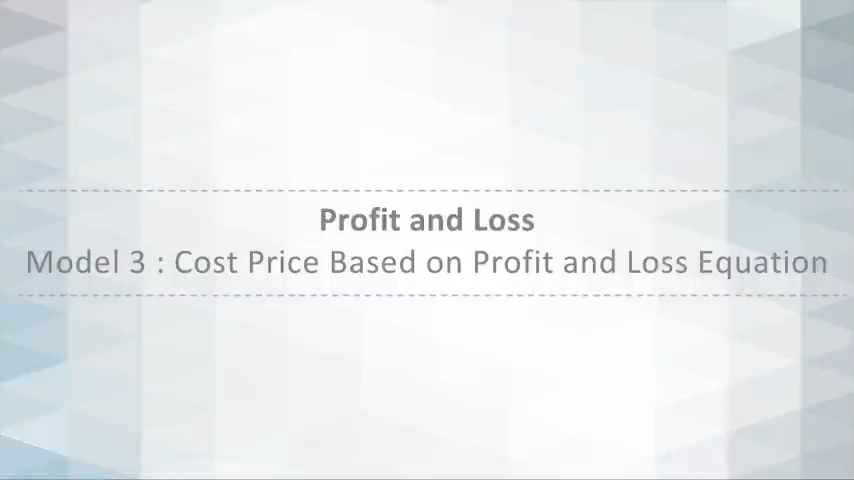 Profit and Loss
Model 3 : Cost Price Based on Profit and Loss Equation